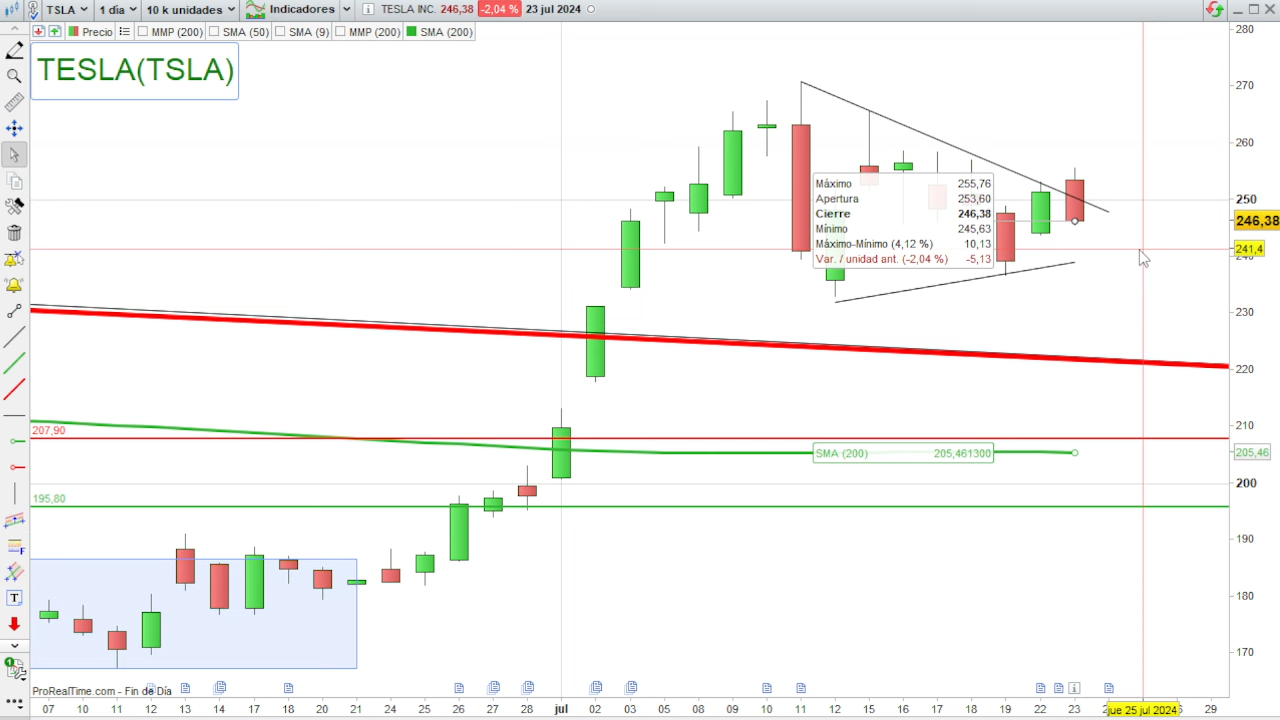 TSLA 1 día 10 k unidades Indicadores TESLA INC. 246,38 -2,04 % 23 jul 2024
Precio MMP (200) SMA (50) SMA (9) MMP (200) SMA (200)
TESLA(TSLA)
280
270
260
250
246,38
241,4
240
230
220
210
205,46
200
190
180
170
Máximo 255,76
Apertura 253,60
Cierre 246,38
Mínimo 245,63
Máximo-Mínimo (4,12 %) 10,13
Var. / unidad ant. (-2,04 %) -5,13
207,90
SMA (200) 205,461300
195,80
F
T
1
ProRealTime.com - Fin de Día
07 10 11 12 13 14 17 18 20 21 24 25 26 27 28 jul 02 03 05 08 09 10 11 12 15 16 17 18 19 22 23 jue 25 jul 2024 29